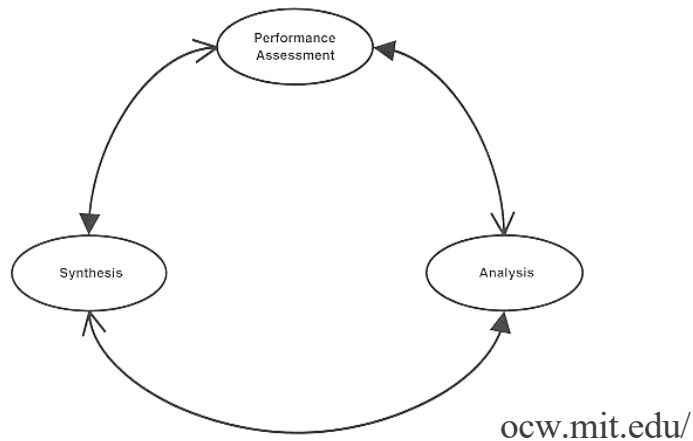 Performance
Assessment
Synthesis
Analysis
ocw.mit.edu/